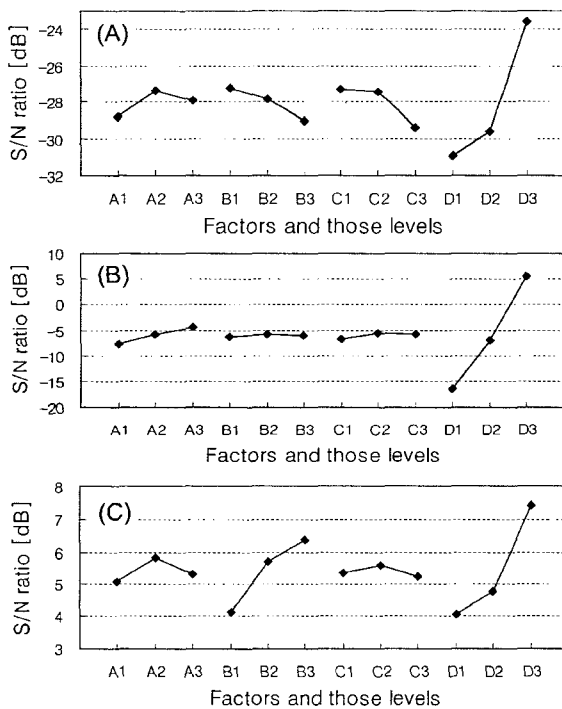 (A)
S/N ratio [dB]
-24
-26
-28
-30
-32
A1 A2 A3 B1 B2 B3 C1 C2 C3 D1 D2 D3
Factors and those levels
(B)
S/N ratio [dB]
10
5
0
-5
-10
-15
-20
A1 A2 A3 B1 B2 B3 C1 C2 C3 D1 D2 D3
Factors and those levels
(C)
S/N ratio [dB]
8
7
6
5
4
3
A1 A2 A3 B1 B2 B3 C1 C2 C3 D1 D2 D3
Factors and those levels